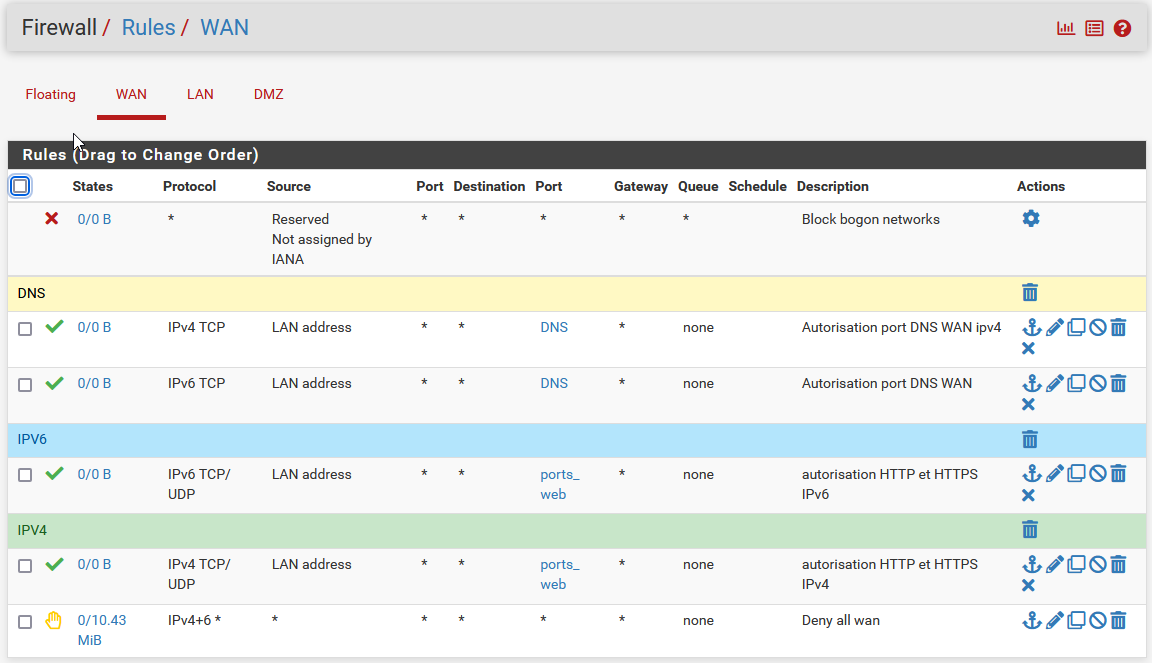 Firewall / Rules / WAN
Floating WAN LAN DMZ
Rules (Drag to Change Order)
States Protocol Source Port Destination Port Gateway Queue Schedule Description Actions
0/0 B * Reserved * * * * * Block bogon networks
Not assigned by
IANA
DNS
0/0 B IPv4 TCP LAN address * * DNS * none Autorisation port DNS WAN ipv4
0/0 B IPv6 TCP LAN address * * DNS * none Autorisation port DNS WAN
IPV6
0/0 B IPv6 TCP/ LAN address * * ports_ * none autorisation HTTP et HTTPS
UDP web IPv6
IPV4
0/0 B IPv4 TCP/ LAN address * * ports_ * none autorisation HTTP et HTTPS
UDP web IPv4
0/10.43 IPv4+6 * * * * * * none Deny all wan
MiB